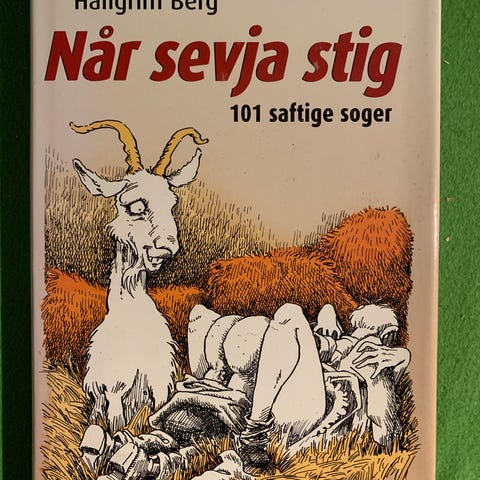 Hallgrim Berg
Når sevja stig
101 saftige soger